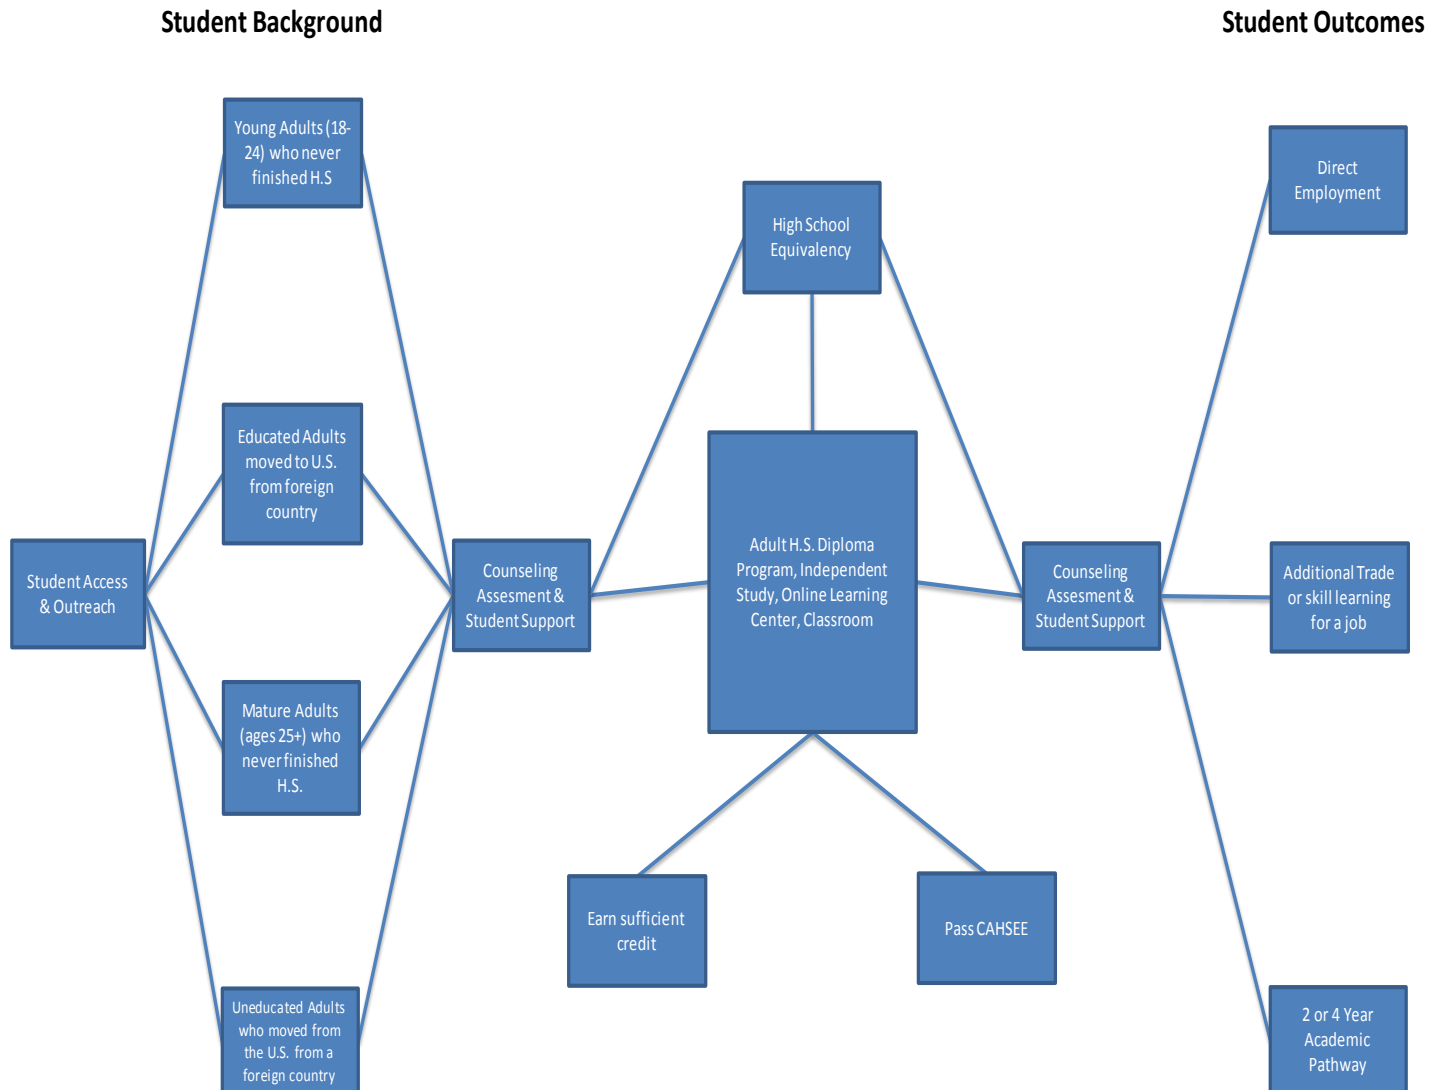 Student Background
Student Outcomes
Young Adults (18-
24) who never
finished H.S
Direct
Employment
High School
Equivalency
Educated Adults
moved to U.S.
from foreign
country
Student Access
& Outreach
Counseling
Assesment &
Student Support
Adult H.S. Diploma
Program, Independent
Study, Online Learning
Center, Classroom
Counseling
Assesment &
Student Support
Additional Trade
or skill learning
for a job
Mature Adults
(ages 25+) who
never finished
H.S.
Earn sufficient
credit
Pass CAHSEE
Uneducated Adults
who moved from
the U.S. from a
foreign country
2 or 4 Year
Academic
Pathway